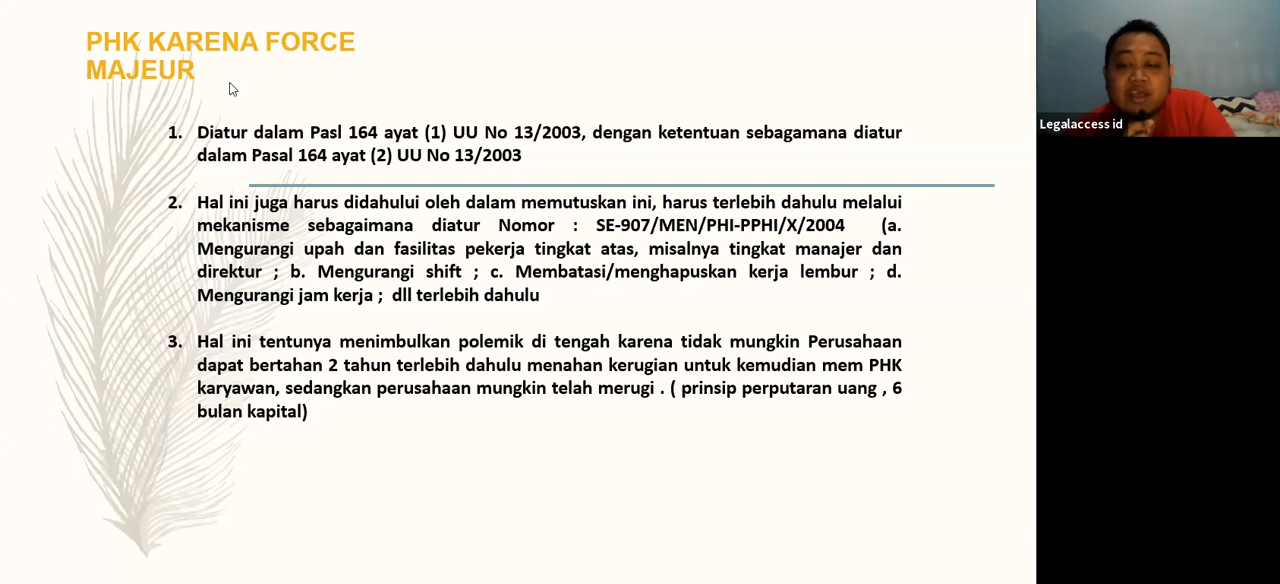 PHK KARENA FORCE
MAJEUR
1. Diatur dalam Pasl 164 ayat (1) UU No 13/2003, dengan ketentuan sebagamana diatur
dalam Pasal 164 ayat (2) UU No 13/2003
2. Hal ini juga harus didahului oleh dalam memutuskan ini, harus terlebih dahulu melalui
mekanisme sebagaimana diatur Nomor : SE-907/MEN/PHI-PPHI/X/2004 (a.
Mengurangi upah dan fasilitas pekerja tingkat atas, misalnya tingkat manajer dan
direktur ; b. Mengurangi shift ; c. Membatasi/menghapuskan kerja lembur ; d.
Mengurangi jam kerja ; dll terlebih dahulu
3. Hal ini tentunya menimbulkan polemik di tengah karena tidak mungkin Perusahaan
dapat bertahan 2 tahun terlebih dahulu menahan kerugian untuk kemudian mem PHK
karyawan, sedangkan perusahaan mungkin telah merugi . ( prinsip perputaran uang , 6
bulan kapital)
Legalaccess id